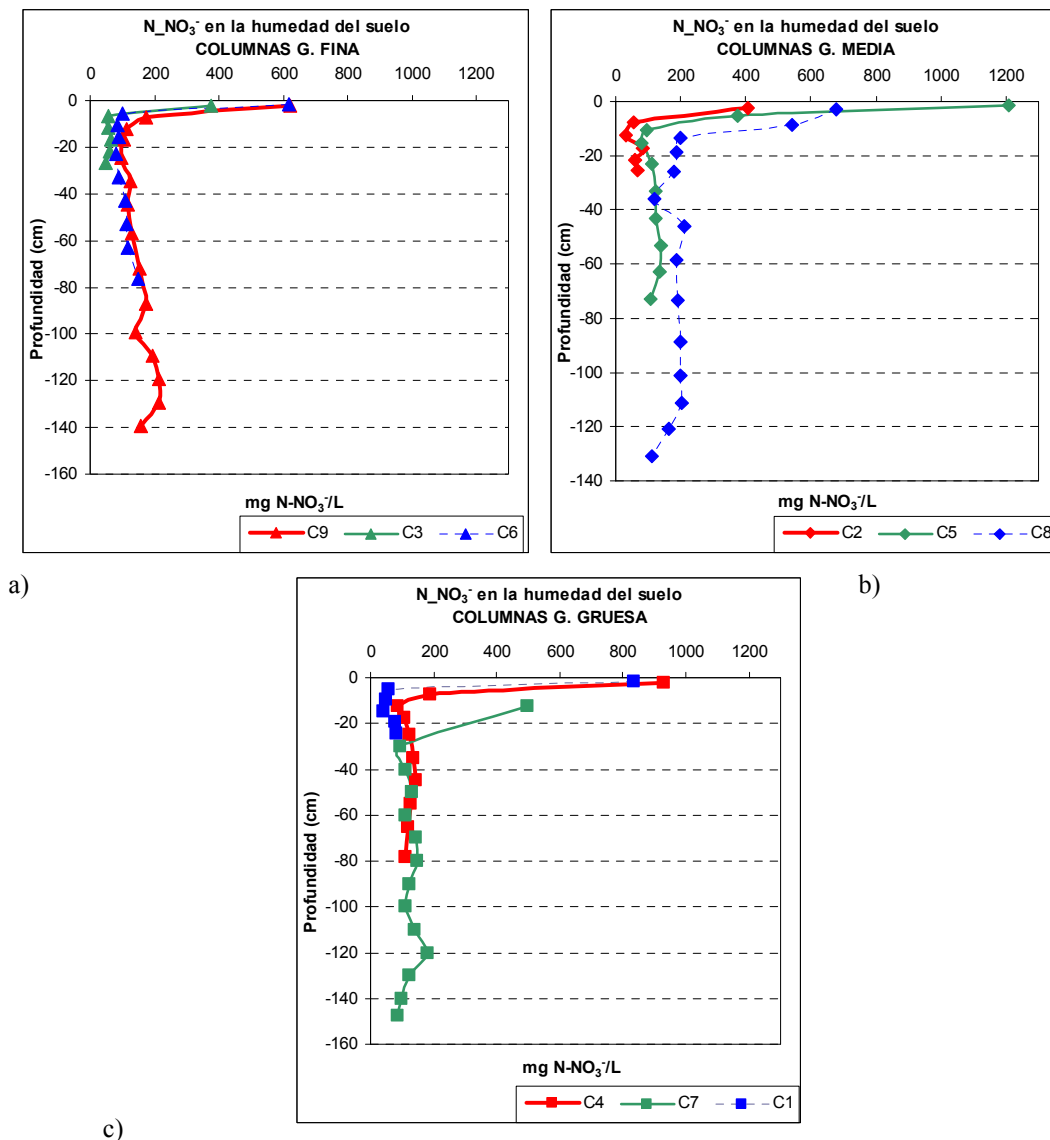 N_NO₃⁻ en la humedad del suelo
COLUMNAS G. FINA
0 200 400 600 800 1000 1200
0
-20
-40
-60
-80
-100
-120
-140
-160
Profundidad (cm)
mg N-NO₃⁻/L
C9 C3 C6
a)
N_NO₃⁻ en la humedad del suelo
COLUMNAS G. MEDIA
0 200 400 600 800 1000 1200
0
-20
-40
-60
-80
-100
-120
-140
Profundidad (cm)
mg N-NO₃⁻/L
C2 C5 C8
b)
N_NO₃⁻ en la humedad del suelo
COLUMNAS G. GRUESA
0 200 400 600 800 1000 1200
0
-20
-40
-60
-80
-100
-120
-140
-160
Profundidad (cm)
mg N-NO₃⁻/L
C4 C7 C1
c)